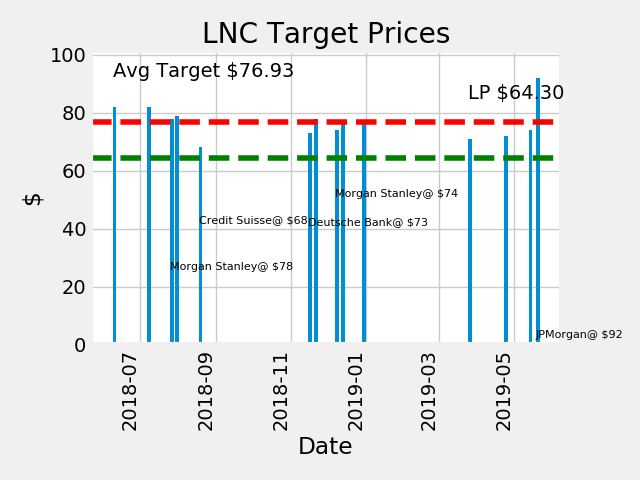 LNC Target Prices
100
Avg Target $76.93
LP $64.30
80
60
Morgan Stanley@ $74
$
Credit Suisse@ $68
Deutsche Bank@ $73
40
Morgan Stanley@ $78
20
JPMorgan@ $92
0
2018-07
2018-09
2018-11
2019-01
2019-03
2019-05
Date